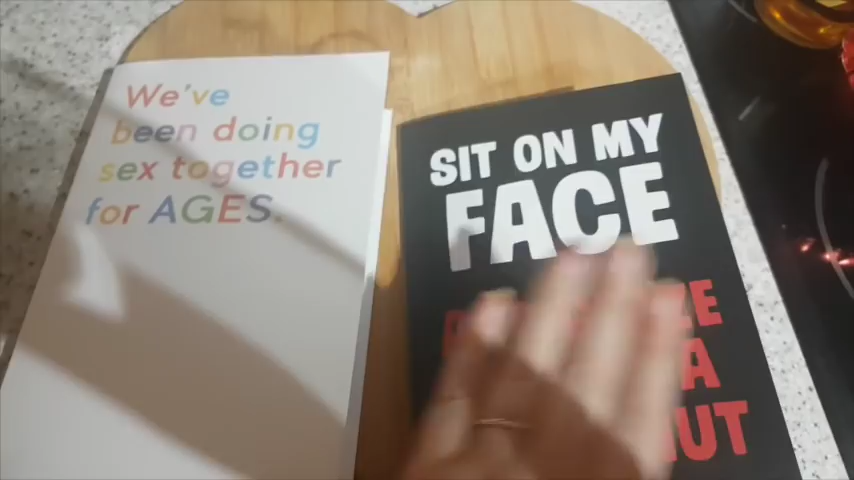 We've
been doing
sex together
for AGES.
SIT ON MY
FACE